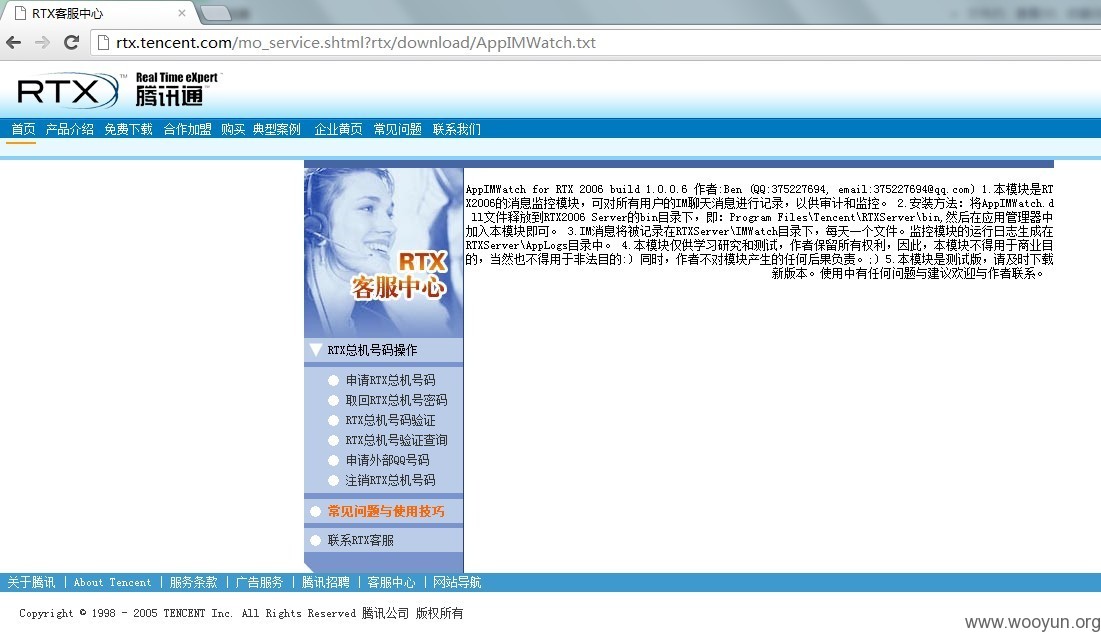 RTX客服中心
rtx.tencent.com/mo_service.shtml?rtx/download/AppIMWatch.txt
RTX™ Real Time eXpert™
腾讯通
首页 产品介绍 免费下载 合作加盟 购买 典型案例 企业黄页 常见问题 联系我们
RTX
客服中心
RTX总机号码操作
申请RTX总机号码
取回RTX总机号密码
RTX总机号码验证
RTX总机号验证查询
申请外部QQ号码
注销RTX总机号码
常见问题与使用技巧
联系RTX客服
AppIMWatch for RTX 2006 build 1.0.0.6 作者:Ben (QQ:375227694, email:375227694@qq.com) 1.本模块是RT
X2006的消息监控模块，可对所有用户的IM聊天消息进行记录，以供审计和监控。 2.安装方法：将AppIMWatch.d
ll文件释放到RTX2006 Server的bin目录下，即：Program Files\Tencent\RTXServer\bin,然后在应用管理器中
加入本模块即可。 3.IM消息将被记录在RTXServer\IMWatch目录下，每天一个文件。监控模块的运行日志生成在
RTXServer\AppLogs目录中。 4.本模块仅供学习研究和测试，作者保留所有权利，因此，本模块不得用于商业目
的，当然也不得用于非法目的:) 同时，作者不对模块产生的任何后果负责。;) 5.本模块是测试版，请及时下载
新版本。使用中有任何问题与建议欢迎与作者联系。
关于腾讯 | About Tencent | 服务条款 | 广告服务 | 腾讯招聘 | 客服中心 | 网站导航
Copyright © 1998 - 2005 TENCENT Inc. All Rights Reserved 腾讯公司 版权所有
www.wooyun.org